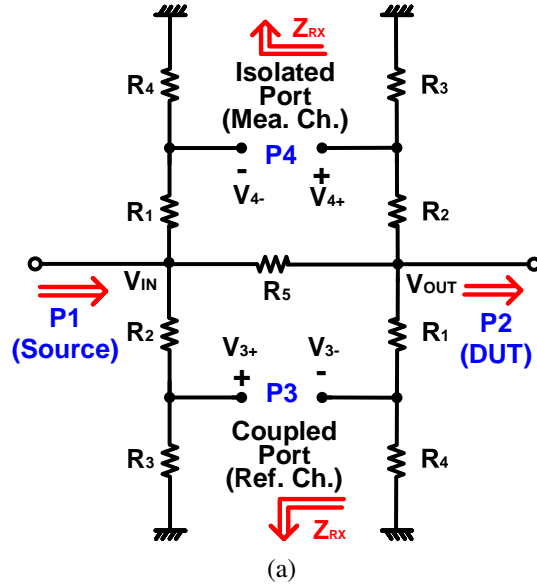 ZRX
R4
Isolated
Port
(Mea. Ch.)
R3
P4
- +
V4- V4+
R1
R2
VIN
R5
VOUT
P1
(Source)
R2
V3+
V3-
R1
P2
(DUT)
+ -
P3
R3
Coupled
Port
(Ref. Ch.)
R4
ZRX
(a)